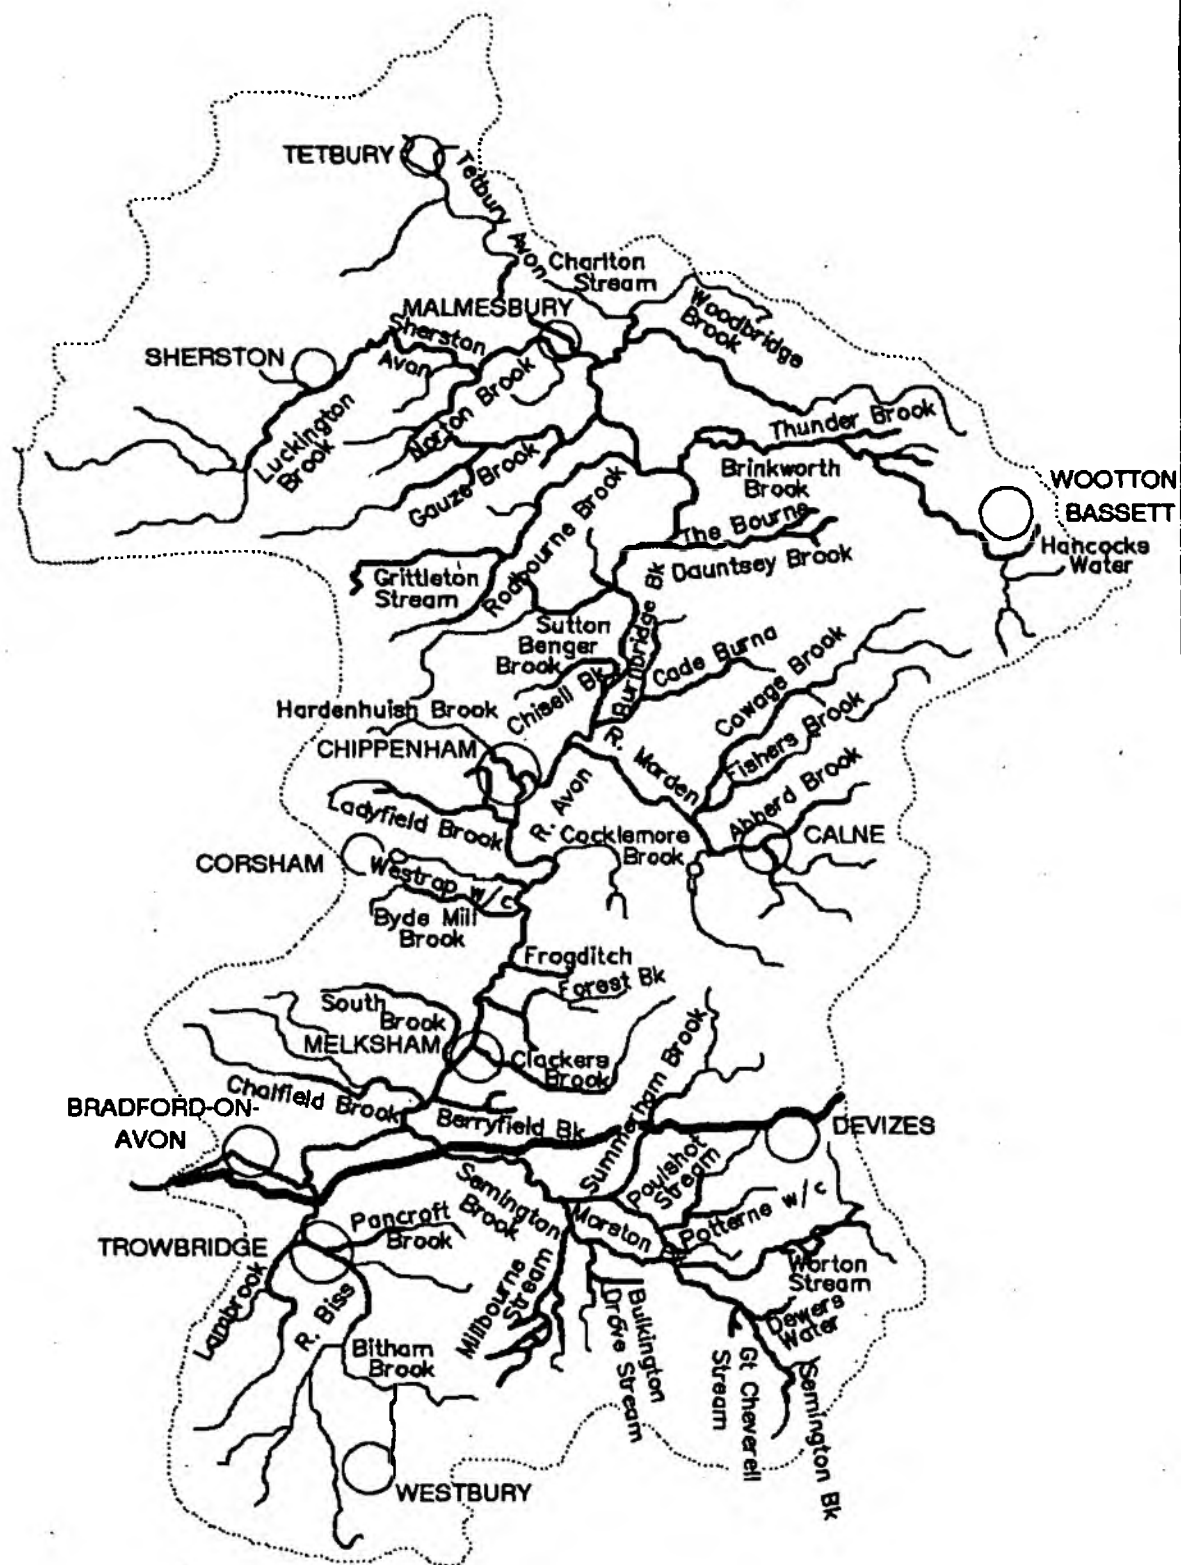 TETBURY
Tetbury Avon
Charlton
Stream
MALMESBURY
Woodbridge
Brook
Sherston
Avon
SHERSTON
Norton Brook
Luckington
Brook
Thunder Brook
Gauze Brook
Brinkworth
Brook
WOOTTON
BASSETT
Rodbourne Brook
The Bourne
Hancocks
Water
Dauntsey Brook
Grittleton
Stream
Sutton
Benger
Brook
Burnbridge Bk
Cade Burna
Cowage Brook
Chisell Bk
Hardenhuish Brook
CHIPPENHAM
R. Marden
Fishers Brook
R. Avon
Abberd Brook
Ladyfield Brook
Cocklemore
Brook
CALNE
CORSHAM
Westrop w/c
Byde Mill
Brook
Frogditch
Forest Bk
South
Brook
MELKSHAM
Clackers
Brook
Summerham Brook
Chalfield Brook
BRADFORD-ON-
AVON
Berryfield Bk
DEVIZES
Poulshot
Stream
Semington
Brook
Morston
Potterne w/c
Pancroft
Brook
TROWBRIDGE
Worton
Stream
Millbourne
Stream
Lambrook
R. Biss
Bulkington
Drove Stream
Dewers
Water
Bitham
Brook
Gt Cheverell
Stream
Semington Bk
WESTBURY